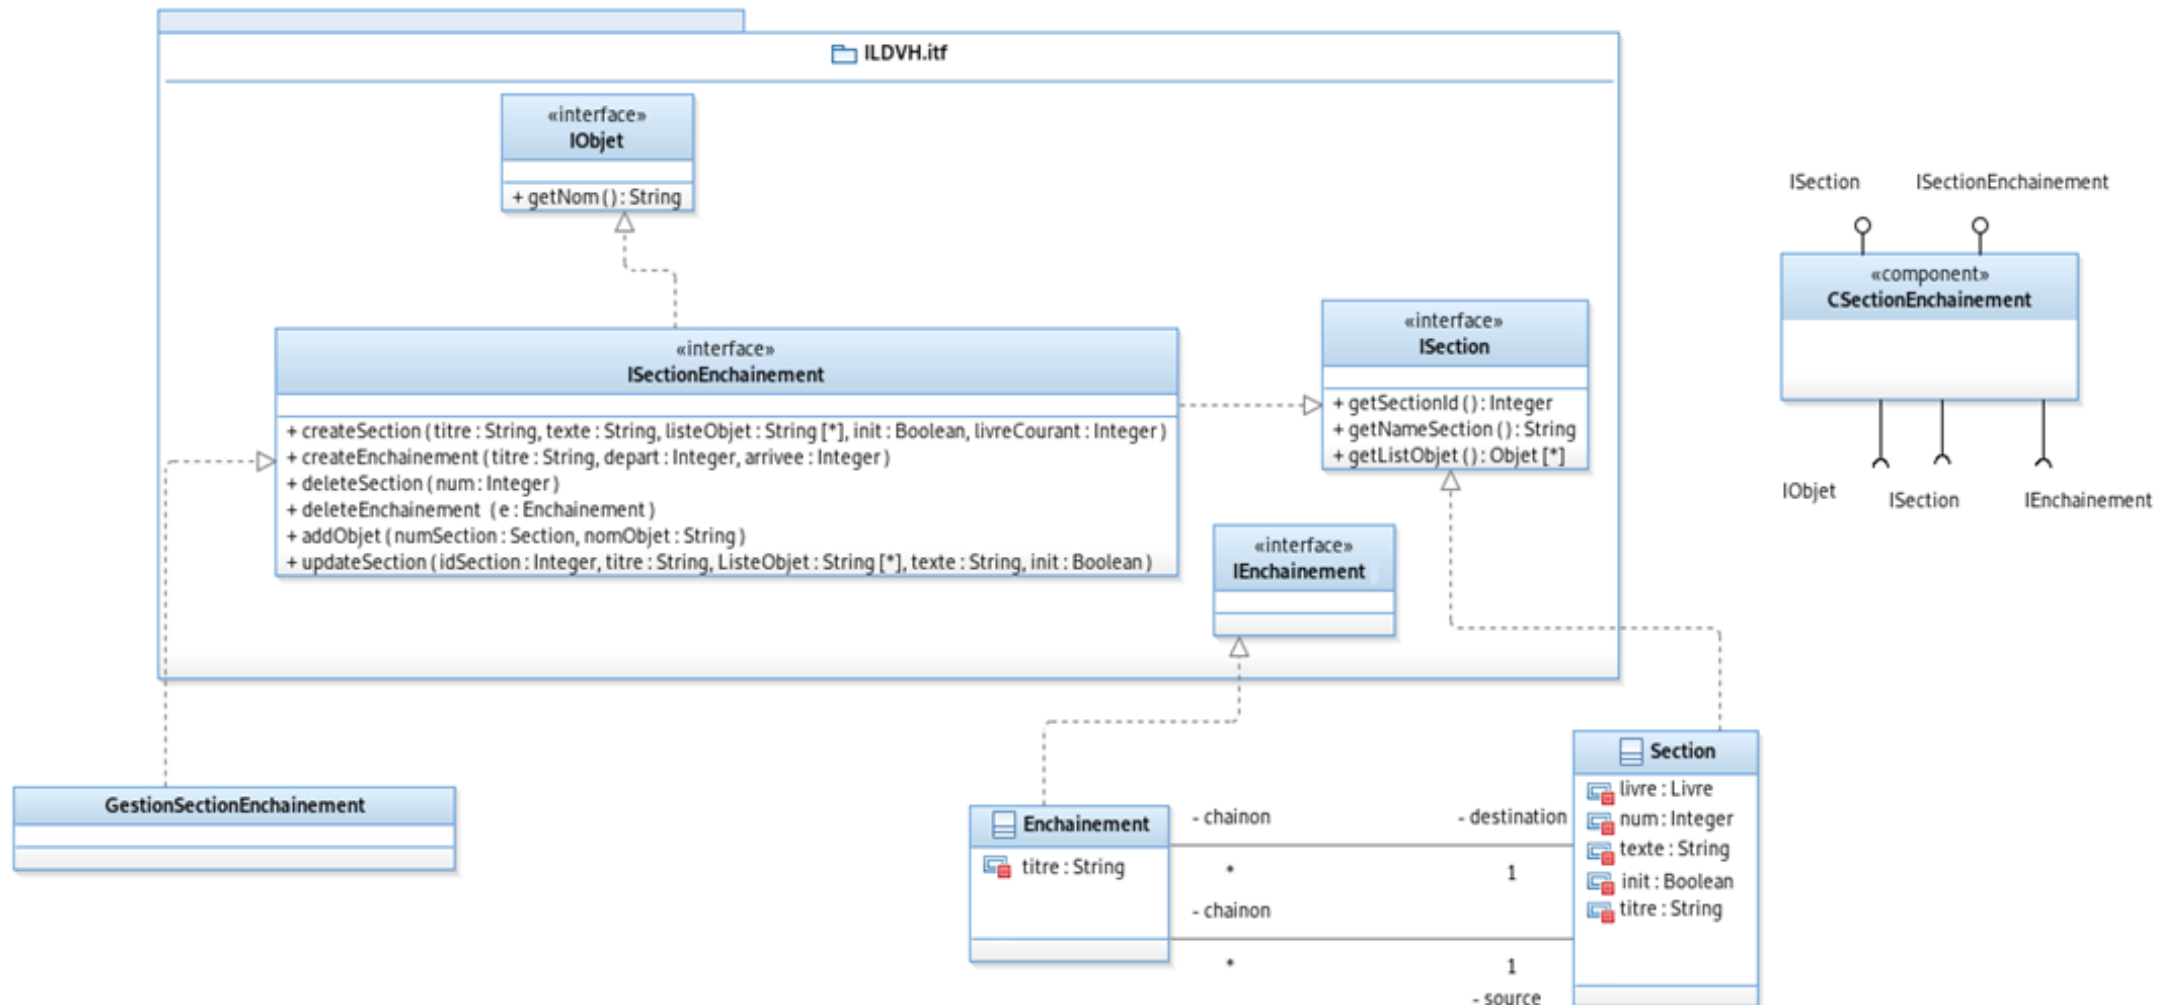 ILDVH.itf
«interface»
IObjet
+ getNom ( ) : String
«interface»
ISectionEnchainement
+ createSection ( titre : String, texte : String, listeObjet : String [*], init : Boolean, livreCourant : Integer )
+ createEnchainement ( titre : String, depart : Integer, arrivee : Integer )
+ deleteSection ( num : Integer )
+ deleteEnchainement ( e : Enchainement )
+ addObjet ( numSection : Section, nomObjet : String )
+ updateSection ( idSection : Integer, titre : String, ListeObjet : String [*], texte : String, init : Boolean )
«interface»
ISection
+ getSectionId ( ) : Integer
+ getNameSection ( ) : String
+ getListObjet ( ) : Objet [*]
«interface»
IEnchainement
ISection
ISectionEnchainement
«component»
CSectionEnchainement
IObjet
ISection
IEnchainement
GestionSectionEnchainement
Enchainement
titre : String
- chainon
- destination
*
1
- chainon
*
1
- source
Section
livre : Livre
num : Integer
texte : String
init : Boolean
titre : String